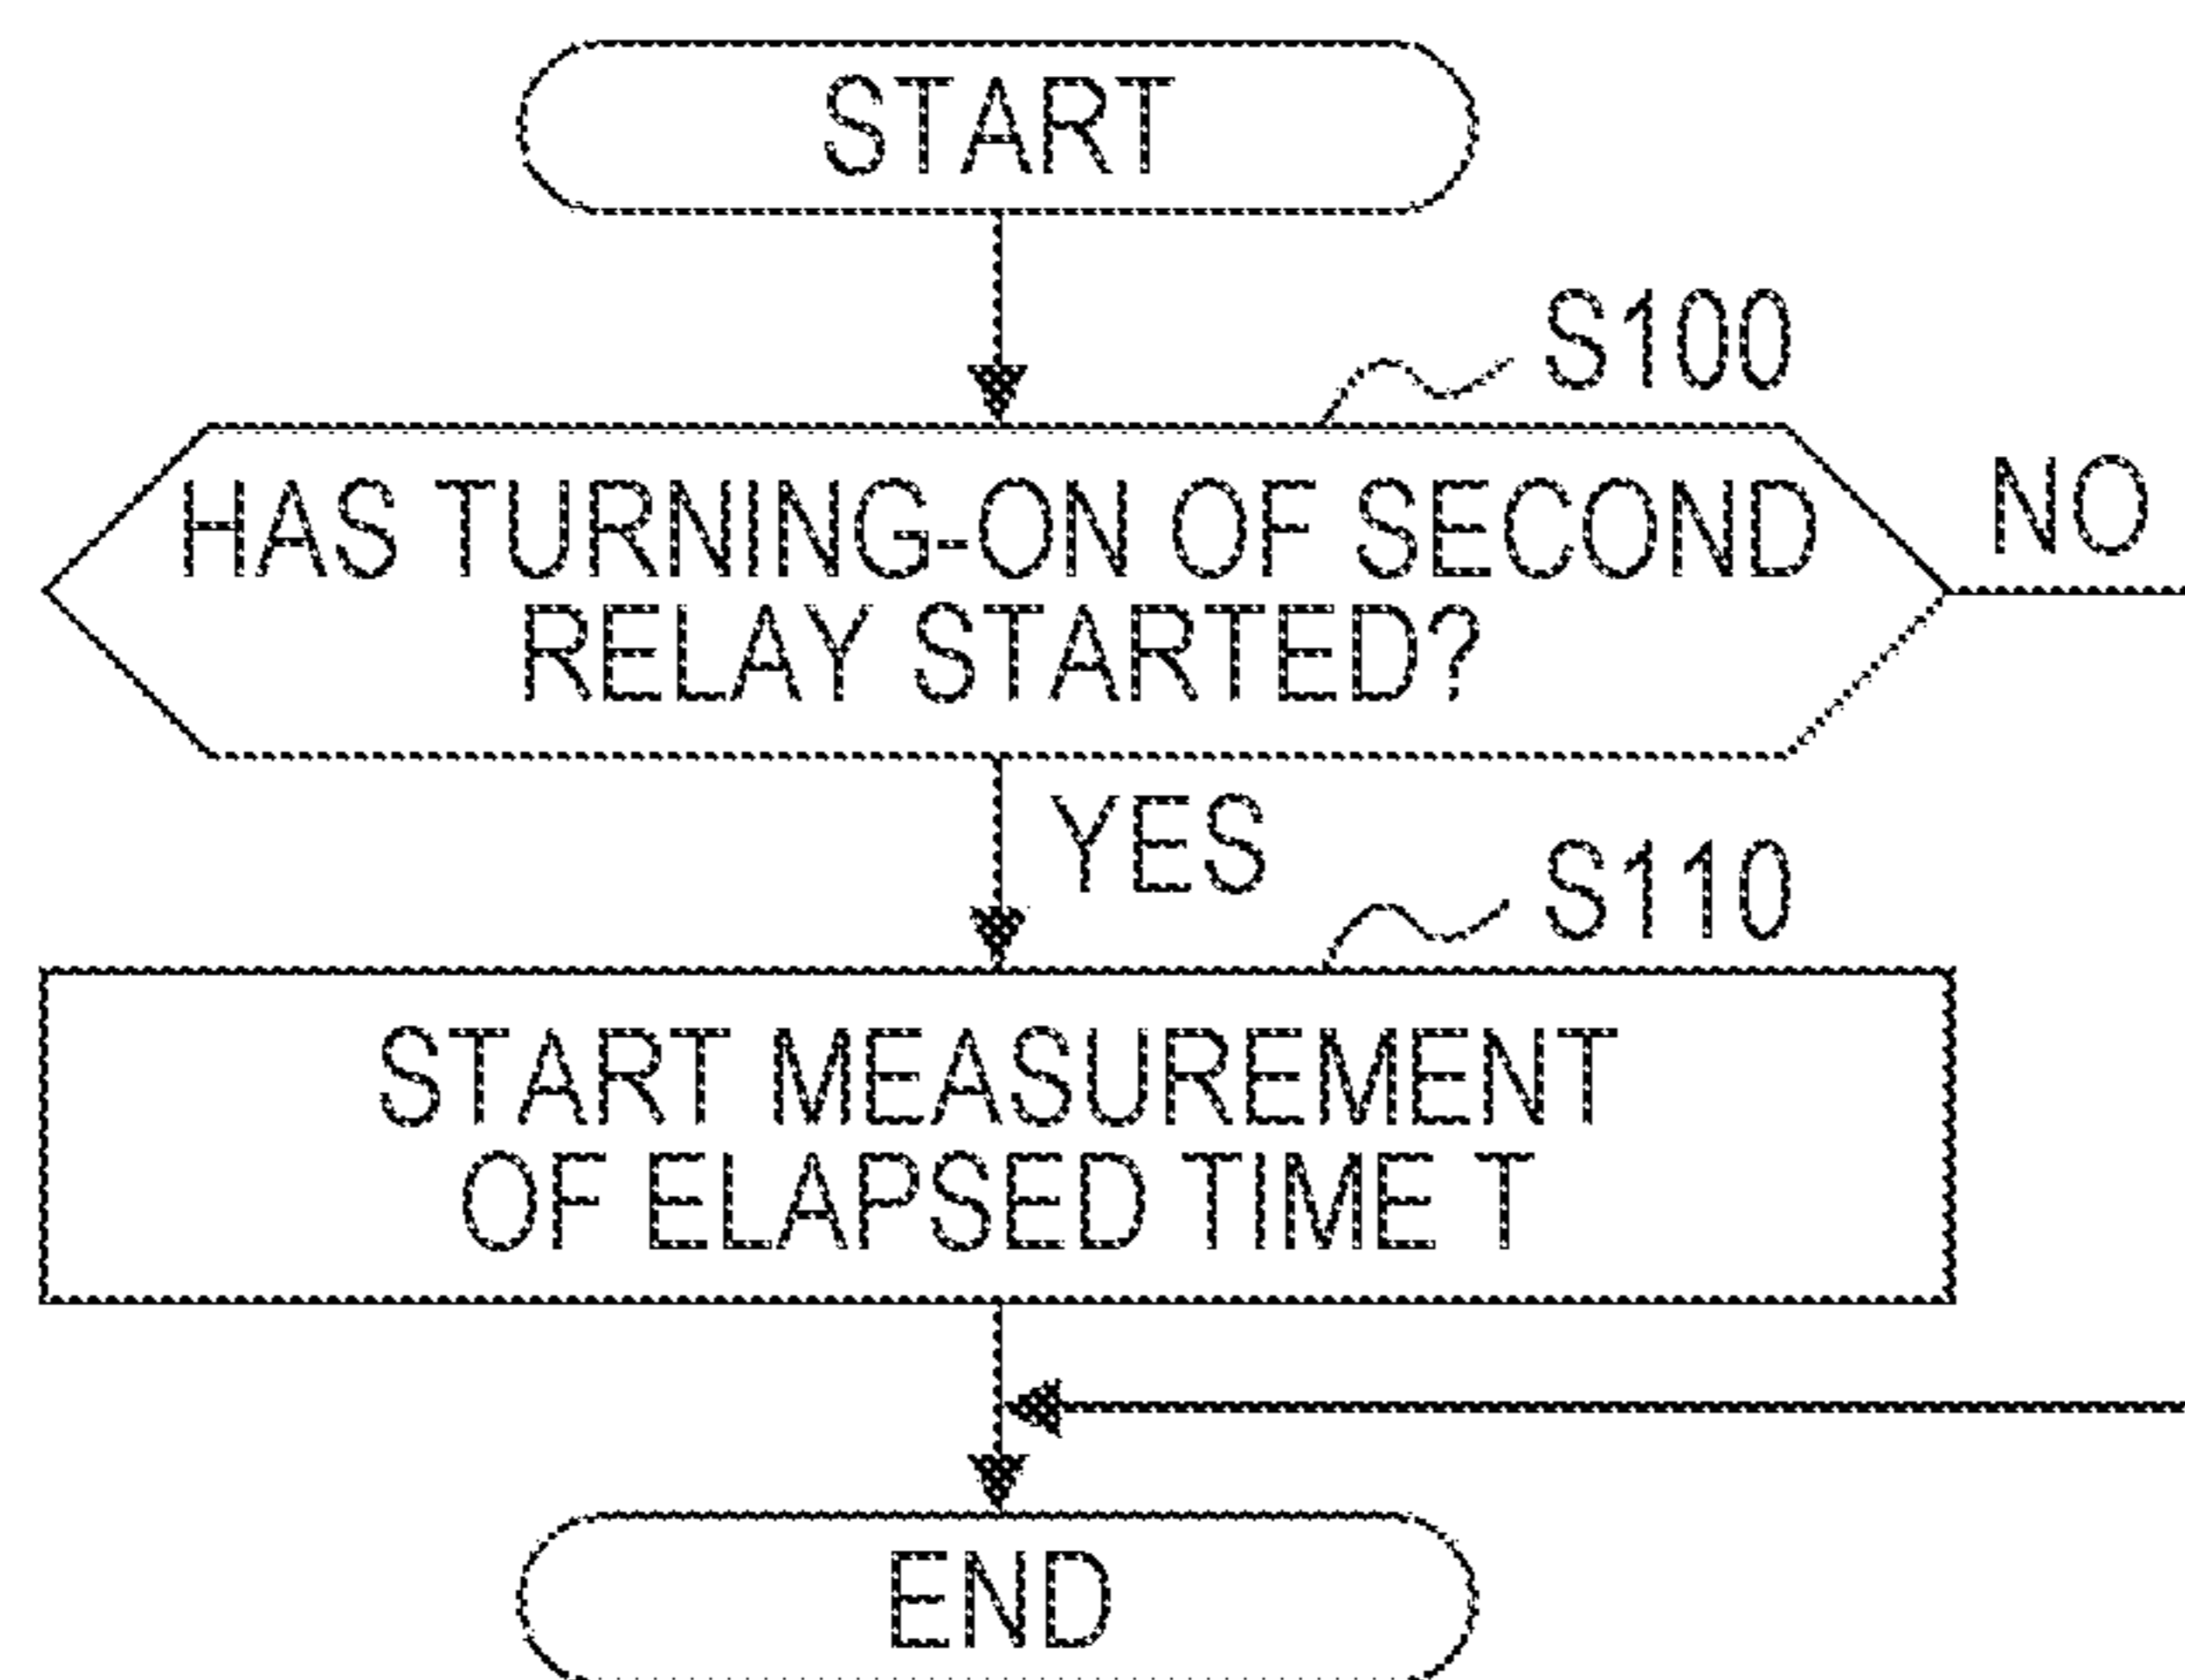 START
S100
HAS TURNING-ON OF SECOND
RELAY STARTED?
NO
YES
S110
START MEASUREMENT
OF ELAPSED TIME T
END